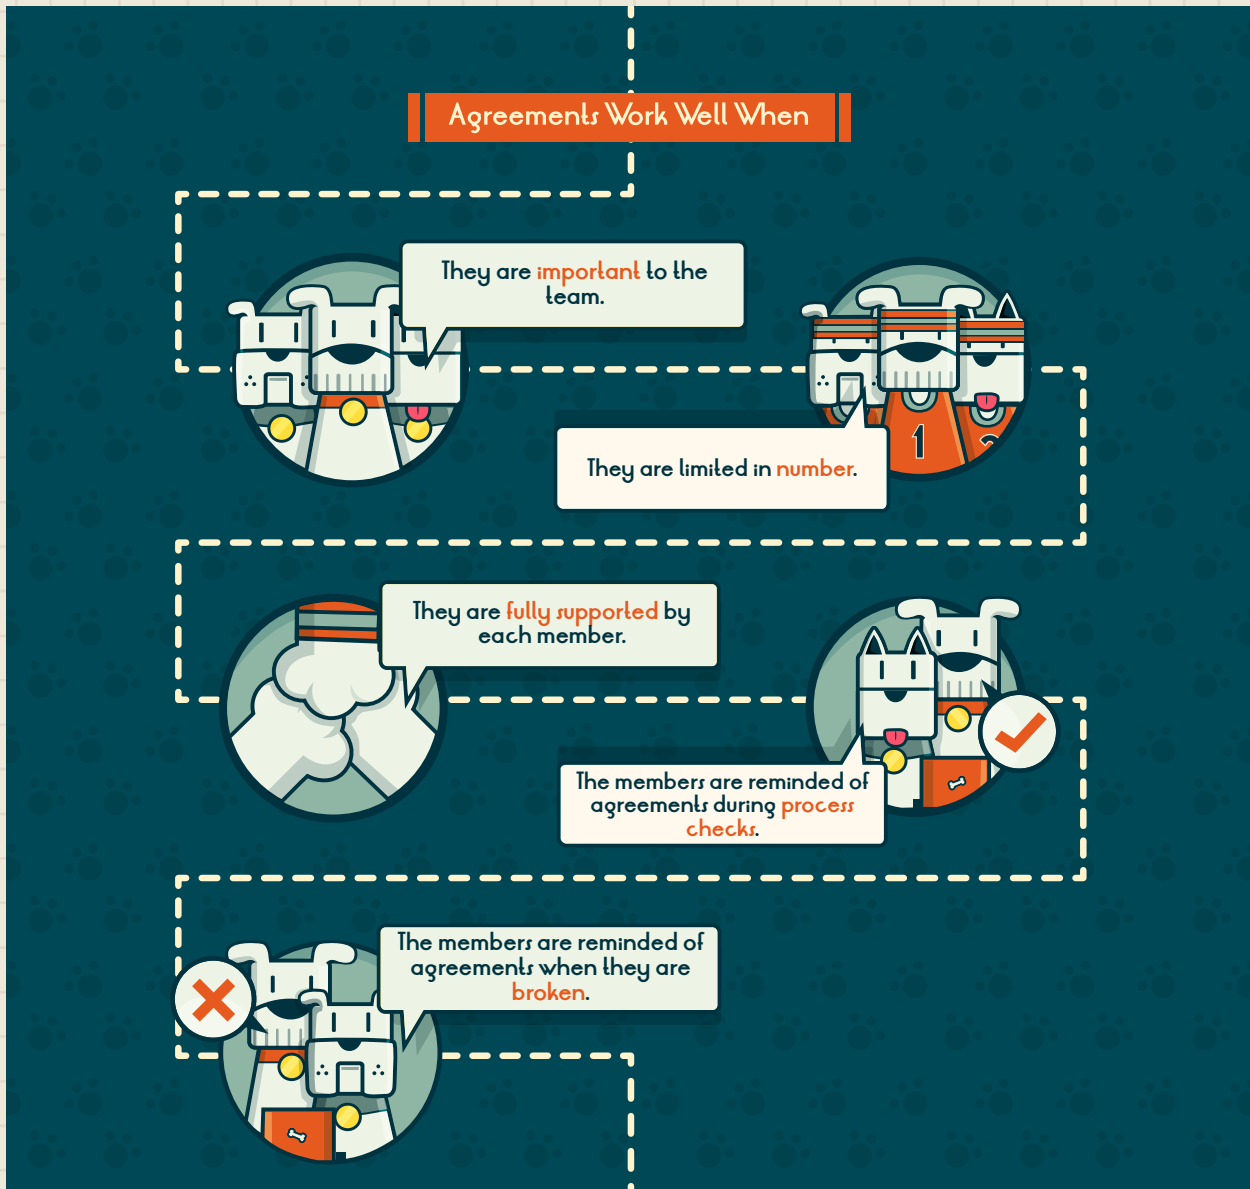 Agreements Work Well When
They are important to the
team.
They are limited in number.
1
2
They are fully supported by
each member.
The members are reminded of
agreements during process
checks.
The members are reminded of
agreements when they are
broken.